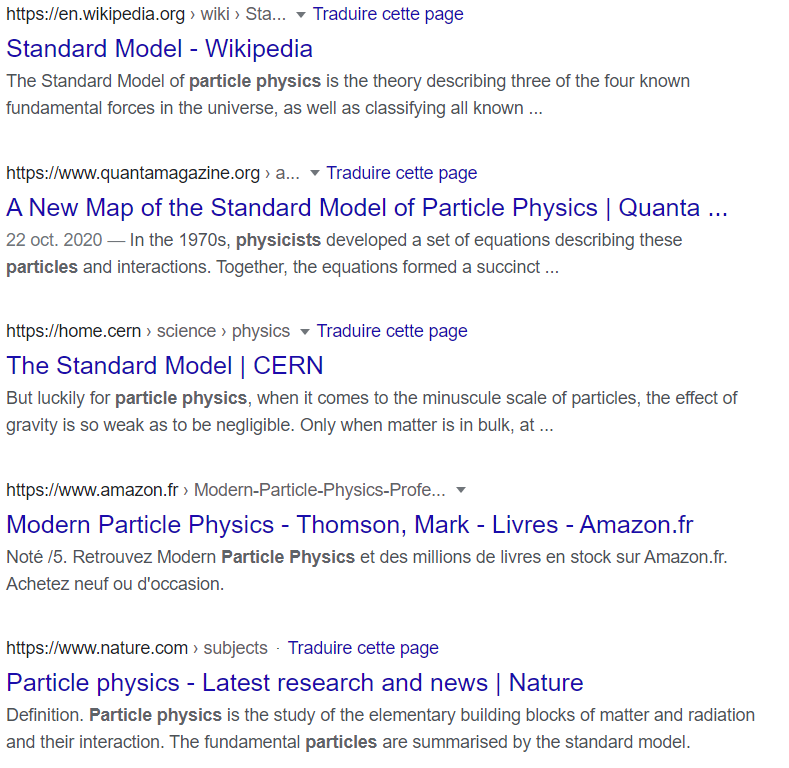 https://en.wikipedia.org › wiki › Sta... Traduire cette page
Standard Model - Wikipedia
The Standard Model of particle physics is the theory describing three of the four known
fundamental forces in the universe, as well as classifying all known ...
https://www.quantamagazine.org › a... Traduire cette page
A New Map of the Standard Model of Particle Physics | Quanta ...
22 oct. 2020 — In the 1970s, physicists developed a set of equations describing these
particles and interactions. Together, the equations formed a succinct ...
https://home.cern › science › physics Traduire cette page
The Standard Model | CERN
But luckily for particle physics, when it comes to the minuscule scale of particles, the effect of
gravity is so weak as to be negligible. Only when matter is in bulk, at ...
https://www.amazon.fr › Modern-Particle-Physics-Profe...
Modern Particle Physics - Thomson, Mark - Livres - Amazon.fr
Noté /5. Retrouvez Modern Particle Physics et des millions de livres en stock sur Amazon.fr.
Achetez neuf ou d'occasion.
https://www.nature.com › subjects · Traduire cette page
Particle physics - Latest research and news | Nature
Definition. Particle physics is the study of the elementary building blocks of matter and radiation
and their interaction. The fundamental particles are summarised by the standard model.